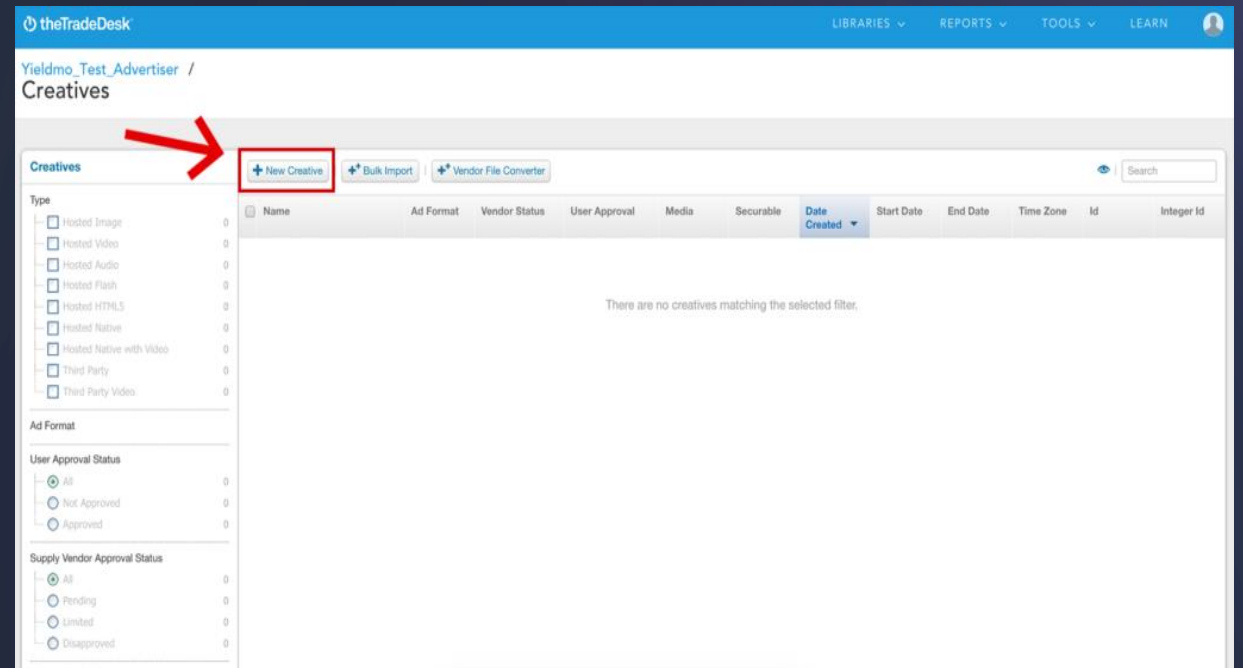 theTradeDesk
LIBRARIES
REPORTS
TOOLS
LEARN
Yieldmo_Test_Advertiser /
Creatives
Creatives
+ New Creative
Bulk Import
Vendor File Converter
Search
Type
Hosted Image 0
Hosted Video 0
Hosted Audio 0
Hosted Flash 0
Hosted HTML5 0
Hosted Native 0
Hosted Native with Video 0
Third Party 0
Third Party Video 0
Ad Format
User Approval Status
All 0
Not Approved 0
Approved 0
Supply Vendor Approval Status
All 0
Pending 0
Limited 0
Disapproved 0
Name Ad Format Vendor Status User Approval Media Securable Date Created Start Date End Date Time Zone Id Integer Id
There are no creatives matching the selected filter.